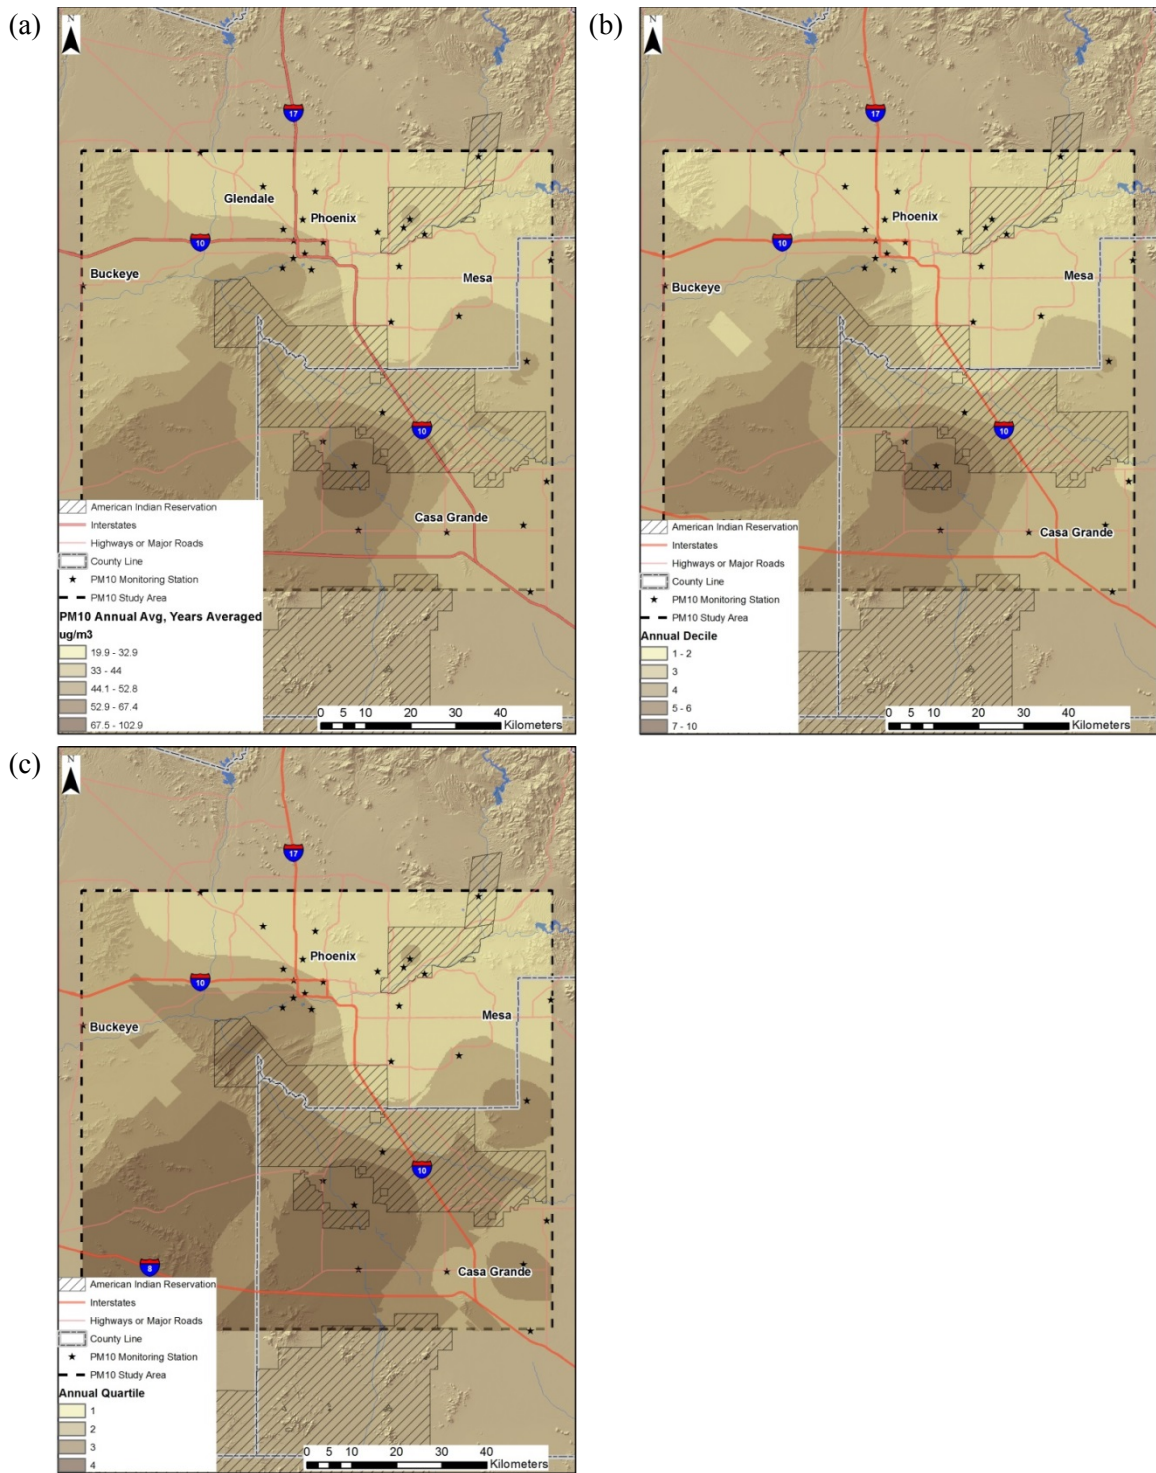 (a)
N
17
Glendale
Phoenix
10
Buckeye
Mesa
10
Casa Grande
American Indian Reservation
Interstates
Highways or Major Roads
County Line
PM10 Monitoring Station
PM10 Study Area
PM10 Annual Avg, Years Averaged
ug/m3
19.9 - 32.9
33 - 44
44.1 - 52.8
52.9 - 67.4
67.5 - 102.9
0 5 10 20 30 40
Kilometers
(b)
N
17
Phoenix
10
Buckeye
Mesa
10
Casa Grande
American Indian Reservation
Interstates
Highways or Major Roads
County Line
PM10 Monitoring Station
PM10 Study Area
Annual Decile
1 - 2
3
4
5 - 6
7 - 10
0 5 10 20 30 40
Kilometers
(c)
N
17
Phoenix
10
Buckeye
Mesa
10
Casa Grande
8
American Indian Reservation
Interstates
Highways or Major Roads
County Line
PM10 Monitoring Station
PM10 Study Area
Annual Quartile
1
2
3
4
0 5 10 20 30 40
Kilometers